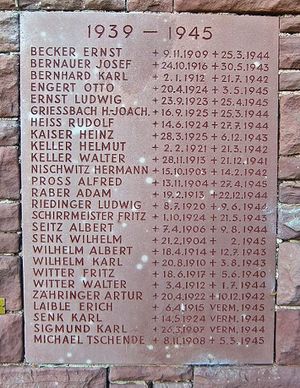 1939 - 1945
BECKER ERNST + 9.11.1909 + 25.3.1944
BERNAUER JOSEF + 24.10.1916 + 30.5.1943
BERNHARD KARL + 2.1.1912 + 21.7.1942
ENGERT OTTO + 20.4.1924 + 3.5.1945
ERNST LUDWIG + 23.9.1923 + 25.4.1945
GRIESSBACH H.-JOACH. + 16.9.1925 + 25.3.1944
HEISS RUDOLF + 14.6.1924 + 27.7.1944
KAISER HEINZ + 28.3.1925 + 6.12.1943
KELLER HELMUT + 2.2.1921 + 21.3.1942
KELLER WALTER + 28.11.1913 + 21.12.1941
NISCHWITZ HERMANN + 15.10.1903 + 14.2.1942
PROSS ALFRED + 13.11.1904 + 27.4.1945
RABER ADAM + 19.2.1913 + 22.12.1944
RIEDINGER LUDWIG + 8.7.1920 + 9.6.1944
SCHIRRMEISTER FRITZ + 1.10.1924 + 21.5.1943
SEITZ ALBERT + 7.4.1906 + 9.8.1944
SENK WILHELM + 21.2.1904 + 2.1945
WILHELM ALBERT + 18.4.1914 + 12.7.1943
WILHELM KARL + 20.8.1910 + 3.8.1943
WITTER FRITZ + 18.6.1917 + 5.6.1940
WITTER WALTER + 3.4.1912 + 1.7.1944
ZÄHRINGER ARTUR + 20.4.1922 + 10.12.1942
LAIBLE ERICH + 6.4.1915 VERM. 1945
SENK KARL + 14.5.1924 VERM. 1944
SIGMUND KARL + 26.3.1907 VERM. 1944
MICHAEL TSCHENDE + 8.11.1908 + 5.3.1945